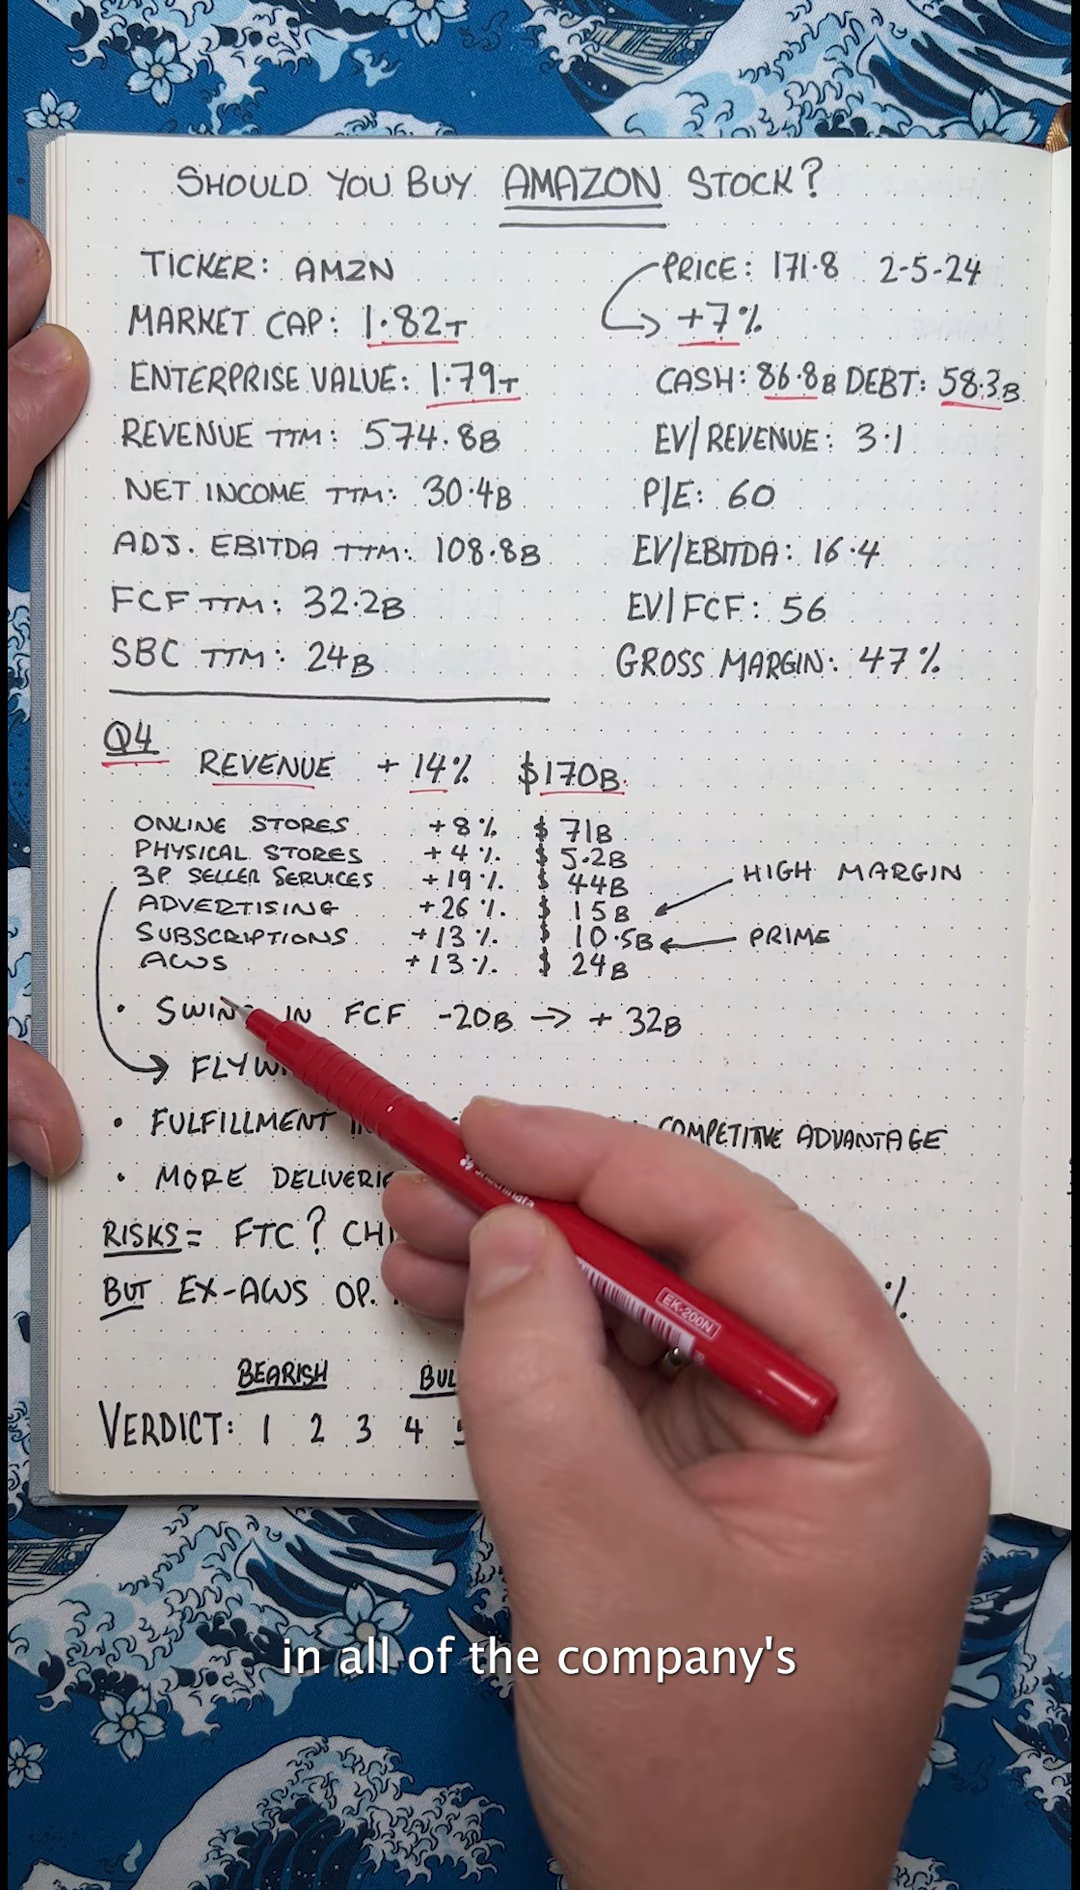 SHOULD YOU BUY AMAZON STOCK?
TICKER: AMZN
PRICE: 171.8 2-5-24
MARKET CAP: 1.82T
+7%
ENTERPRISE VALUE: 1.79T
CASH: 86.8B DEBT: 58.3B
REVENUE TTM: 574.8B
EV/REVENUE: 3.1
NET INCOME TTM: 30.4B
P/E: 60
ADJ. EBITDA TTM: 108.8B
EV/EBITDA: 16.4
FCF TTM: 32.2B
EV/FCF: 56
SBC TTM: 24B
GROSS MARGIN: 47%
Q4
REVENUE +14% $170B
ONLINE STORES +8% $71B
PHYSICAL STORES +4% $5.2B
3P SELLER SERVICES +19% $44B
HIGH MARGIN
ADVERTISING +26% $15B
SUBSCRIPTIONS +13% $10.5B
PRIME
AWS +13% $24B
• SWING IN FCF -20B → +32B
• FULFILLMENT COMPETITIVE ADVANTAGE
• MORE
RISKS = FTC?
BUT EX-AWS OP. %
BEARISH
VERDICT: 1 2 3 4
EK-200N
in all of the company's